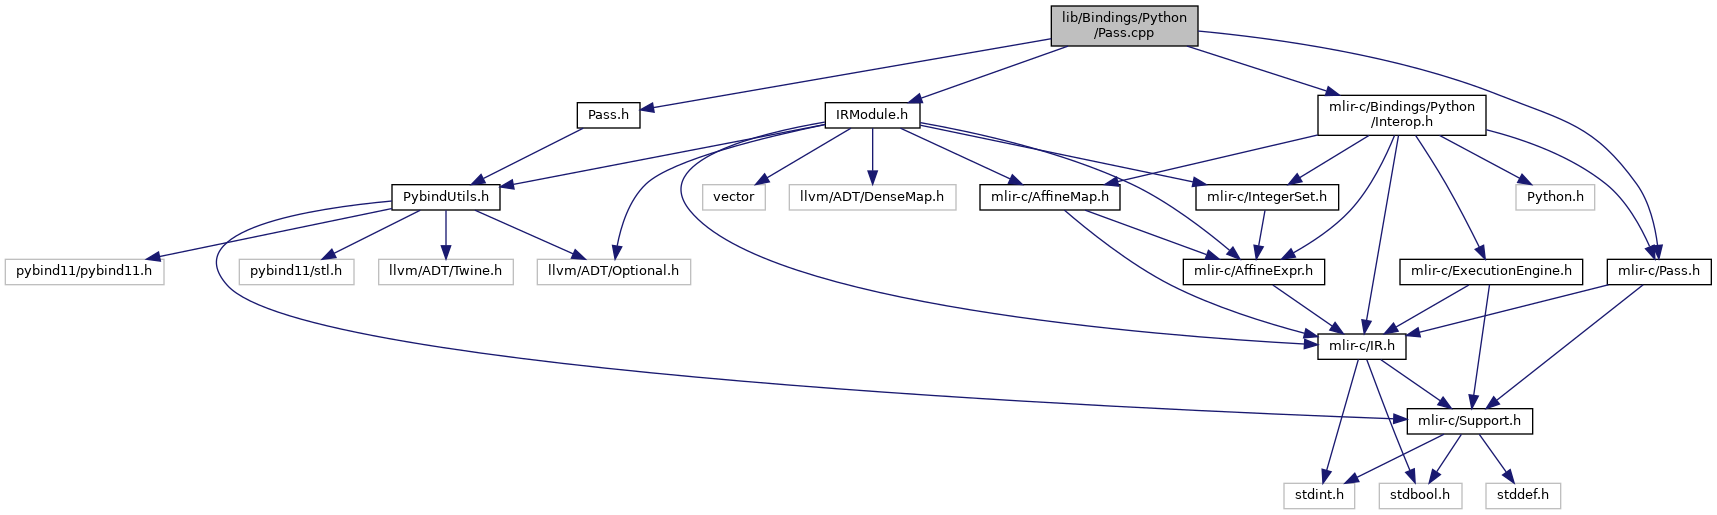 lib/Bindings/Python
/Pass.cpp
Pass.h
IRModule.h
mlir-c/Bindings/Python
/Interop.h
PybindUtils.h
vector
llvm/ADT/DenseMap.h
mlir-c/AffineMap.h
mlir-c/IntegerSet.h
Python.h
pybind11/pybind11.h
pybind11/stl.h
llvm/ADT/Twine.h
llvm/ADT/Optional.h
mlir-c/AffineExpr.h
mlir-c/ExecutionEngine.h
mlir-c/Pass.h
mlir-c/IR.h
mlir-c/Support.h
stdint.h
stdbool.h
stddef.h